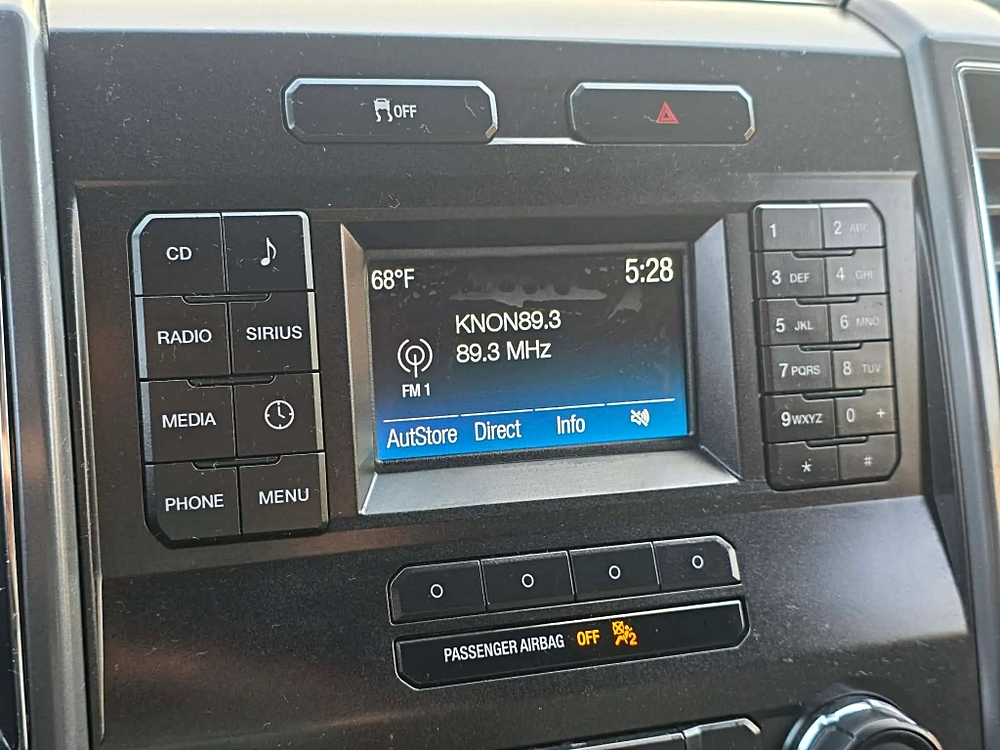 OFF
CD
RADIO SIRIUS
MEDIA
PHONE MENU
68°F 5:28
KNON89.3
89.3 MHz
FM 1
AutStore Direct Info
1 2 ABC
3 DEF 4 GHI
5 JKL 6 MNO
7 PQRS 8 TUV
9 WXYZ 0 +
* #
PASSENGER AIRBAG OFF 2